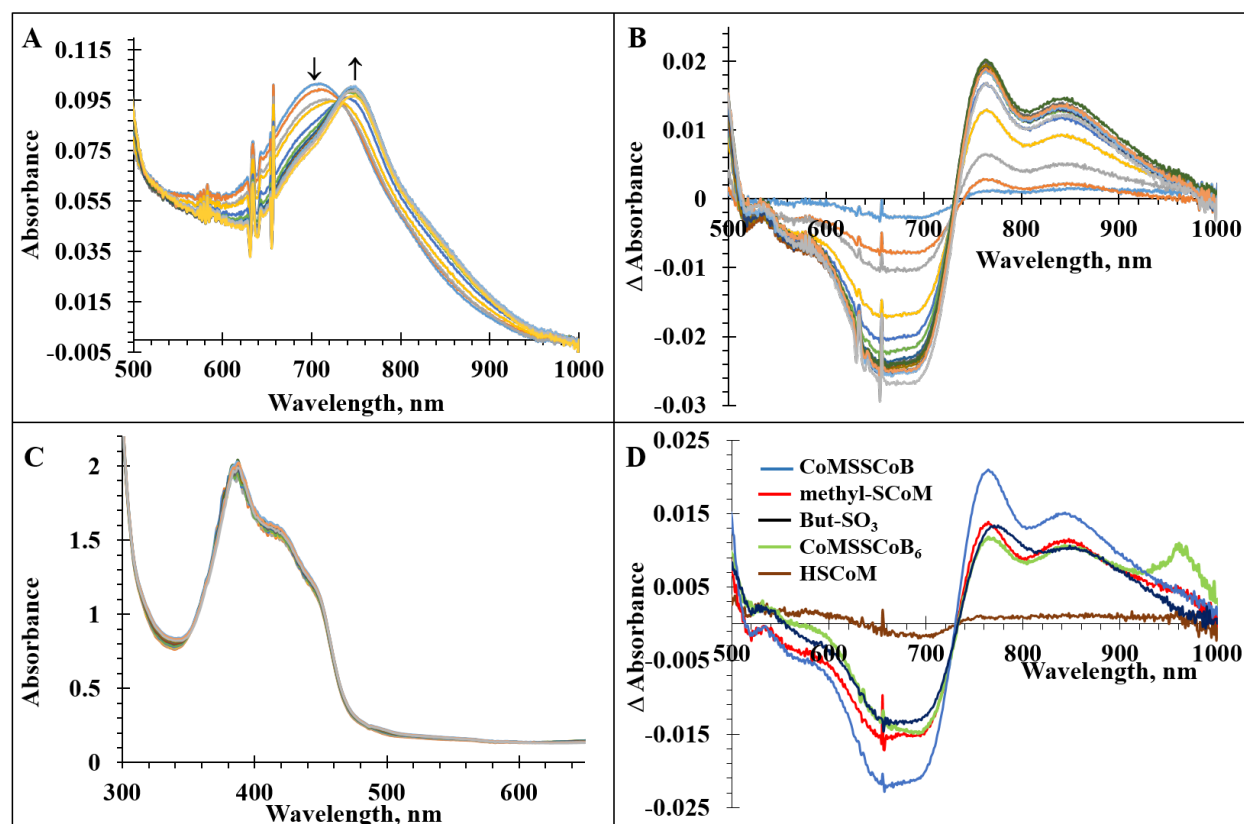 A
0.115
0.095
0.075
0.055
0.035
0.015
-0.005
500
600
700
800
900
1000
Absorbance
Wavelength, nm
B
0.02
0.01
0
-0.01
-0.02
-0.03
500
600
700
800
900
1000
Δ Absorbance
Wavelength, nm
C
2
1.5
1
0.5
0
300
400
500
600
Absorbance
Wavelength, nm
D
0.025
0.015
0.005
-0.005
-0.015
-0.025
500
600
700
800
900
1000
Δ Absorbance
Wavelength, nm
CoMSSCoB
methyl-SCoM
But-SO₃
CoMSSCoB₆
HSCoM